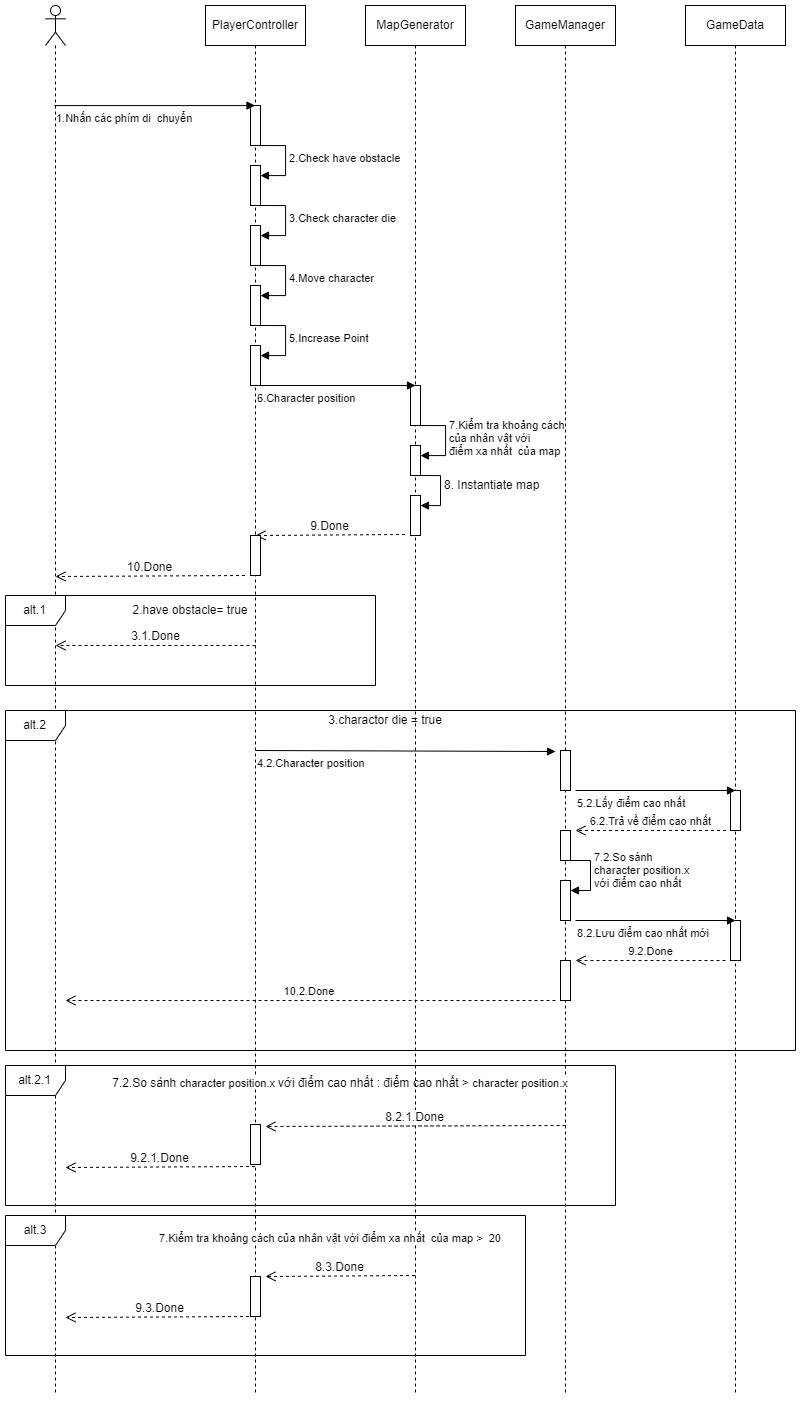 PlayerController
MapGenerator
GameManager
GameData
1.Nhấn các phím di chuyển
2.Check have obstacle
3.Check character die
4.Move character
5.Increase Point
6.Character position
7.Kiểm tra khoảng cách
của nhân vật với
điểm xa nhất của map
8. Instantiate map
9.Done
10.Done
alt.1
2.have obstacle= true
3.1.Done
alt.2
3.charactor die = true
4.2.Character position
5.2.Lấy điểm cao nhất
6.2.Trả về điểm cao nhất
7.2.So sánh
character position.x
với điểm cao nhất
8.2.Lưu điểm cao nhất mới
9.2.Done
10.2.Done
alt.2.1
7.2.So sánh character position.x với điểm cao nhất : điểm cao nhất > character position.x
8.2.1.Done
9.2.1.Done
alt.3
7.Kiểm tra khoảng cách của nhân vật với điểm xa nhất của map > 20
8.3.Done
9.3.Done